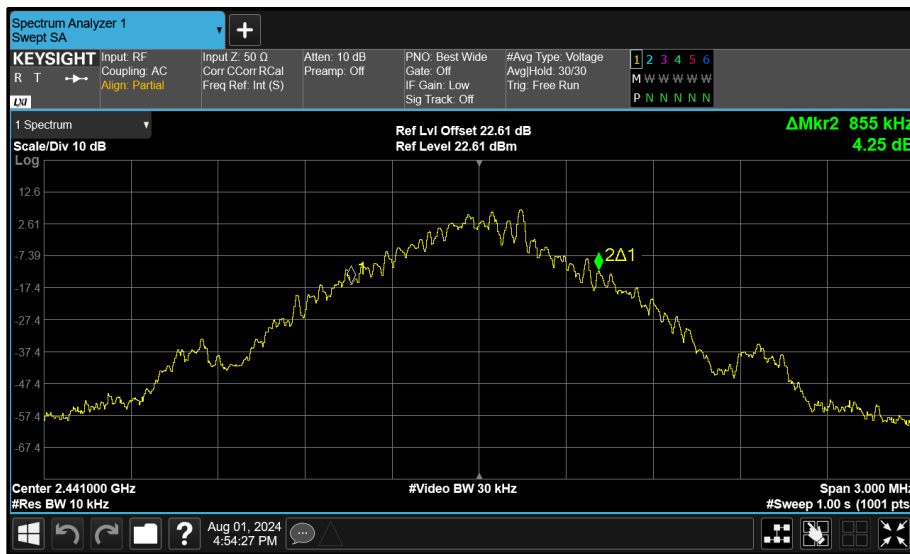 Spectrum Analyzer 1
Swept SA
+
KEYSIGHT
R T
LXI
Input: RF
Coupling: AC
Align: Partial
Input Z: 50 Ω
Corr CCorr RCal
Freq Ref: Int (S)
Atten: 10 dB
Preamp: Off
PNO: Best Wide
Gate: Off
IF Gain: Low
Sig Track: Off
#Avg Type: Voltage
Avg|Hold: 30/30
Trig: Free Run
1 2 3 4 5 6
M W W W W W
P N N N N N
1 Spectrum
Scale/Div 10 dB
Ref Lvl Offset 22.61 dB
Ref Level 22.61 dBm
ΔMkr2 855 kHz
4.25 dB
Log
12.6
2.61
-7.39
-17.4
-27.4
-37.4
-47.4
-57.4
-67.4
1
2Δ1
Center 2.441000 GHz
#Res BW 10 kHz
#Video BW 30 kHz
Span 3.000 MHz
#Sweep 1.00 s (1001 pts
?
Aug 01, 2024
4:54:27 PM